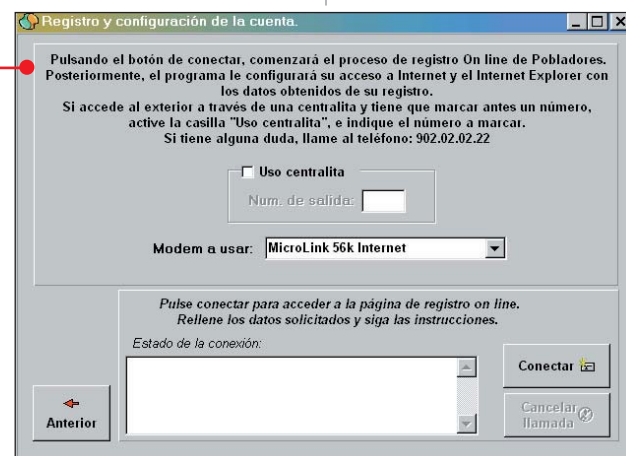 Registro y configuración de la cuenta.
Pulsando el botón de conectar, comenzará el proceso de registro On line de Pobladores.
Posteriormente, el programa le configurará su acceso a Internet y el Internet Explorer con
los datos obtenidos de su registro.
Si accede al exterior a través de una centralita y tiene que marcar antes un número,
active la casilla "Uso centralita", e indique el número a marcar.
Si tiene alguna duda, llame al teléfono: 902.02.02.22
Uso centralita
Num. de salida:
Modem a usar: MicroLink 56k Internet
Pulse conectar para acceder a la página de registro on line.
Rellene los datos solicitados y siga las instrucciones.
Estado de la conexión:
Conectar
Anterior
Cancelar
llamada